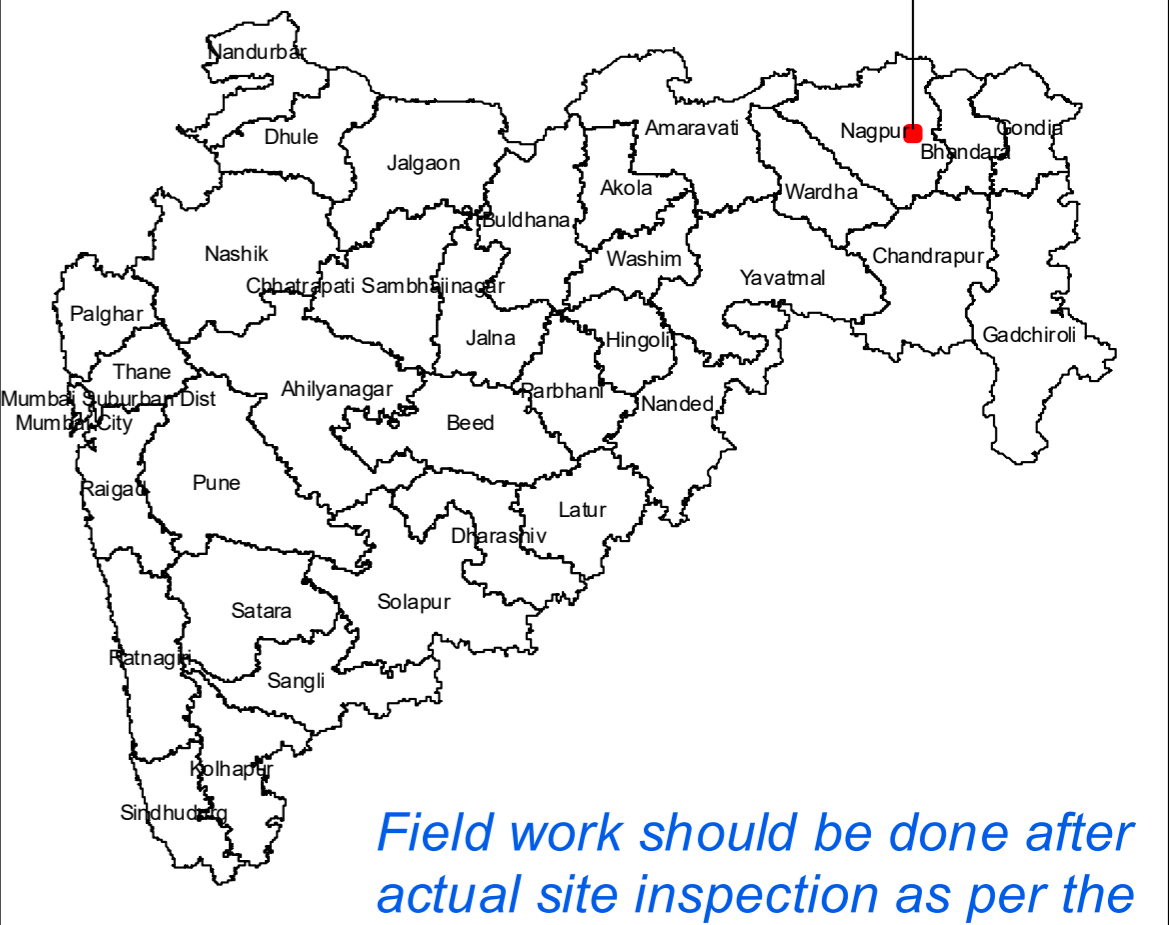 Nandurbar
Dhule
Jalgaon
Amaravati
Nagpur
Gondia
Bhandara
Akola
Wardha
Buldhana
Nashik
Washim
Chandrapur
Yavatmal
Chhatrapati Sambhajinagar
Palghar
Jalna
Hingoli
Gadchiroli
Thane
Ahilyanagar
Parbhani
Mumbai Suburban Dist
Nanded
Mumbai City
Beed
Raigad
Pune
Latur
Dharashiv
Satara
Solapur
Ratnagiri
Sangli
Kolhapur
Sindhudurg
Field work should be done after
actual site inspection as per the